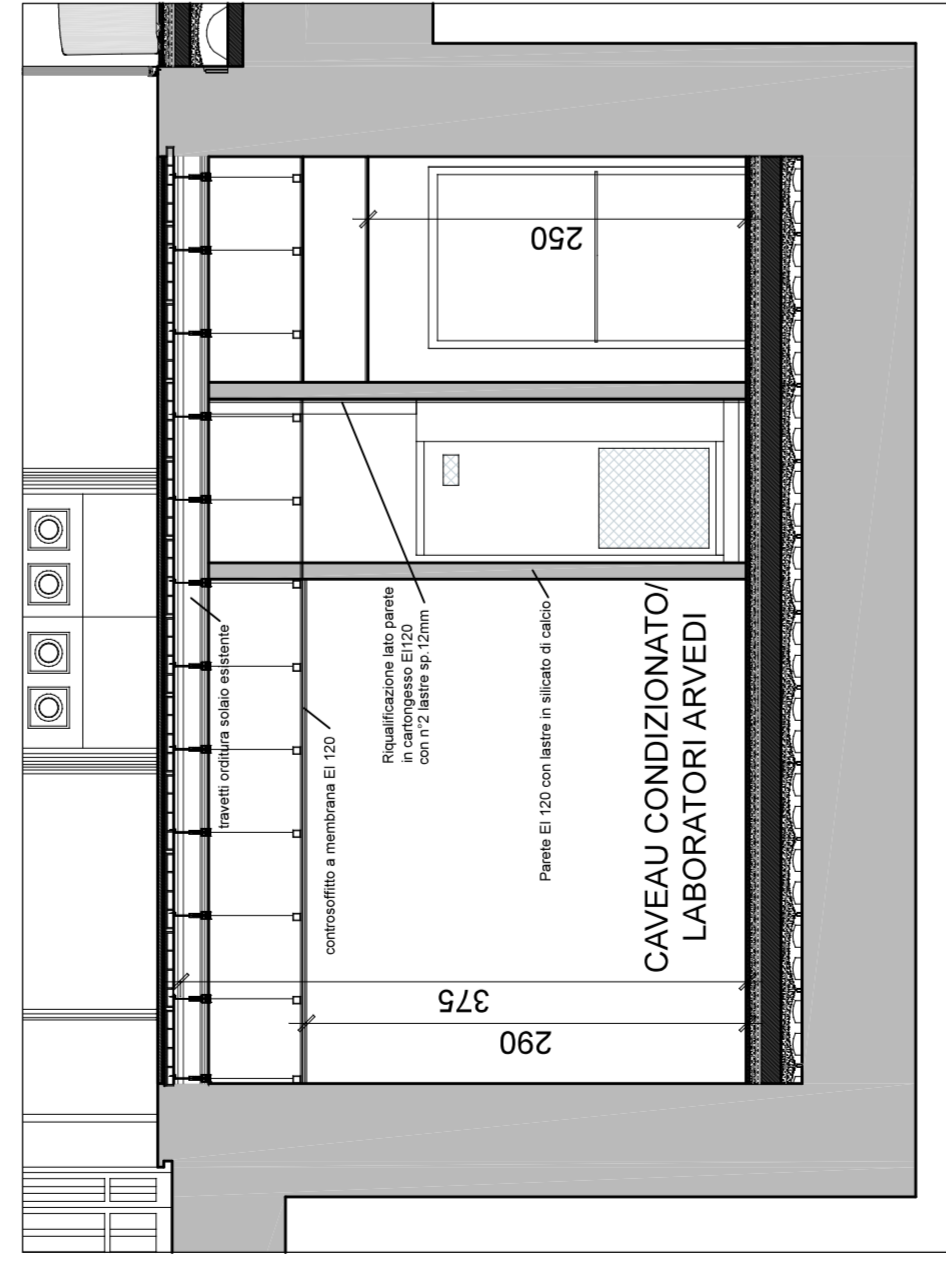 travetti orditura solaio esistente
controsoffitto a membrana EI 120
Riqualificazione lato parete
in cartongesso EI120
con n°2 lastre sp.12mm
Parete EI 120 con lastre in silicato di calcio
CAVEAU CONDIZIONATO/
LABORATORI ARVEDI
375
290
250